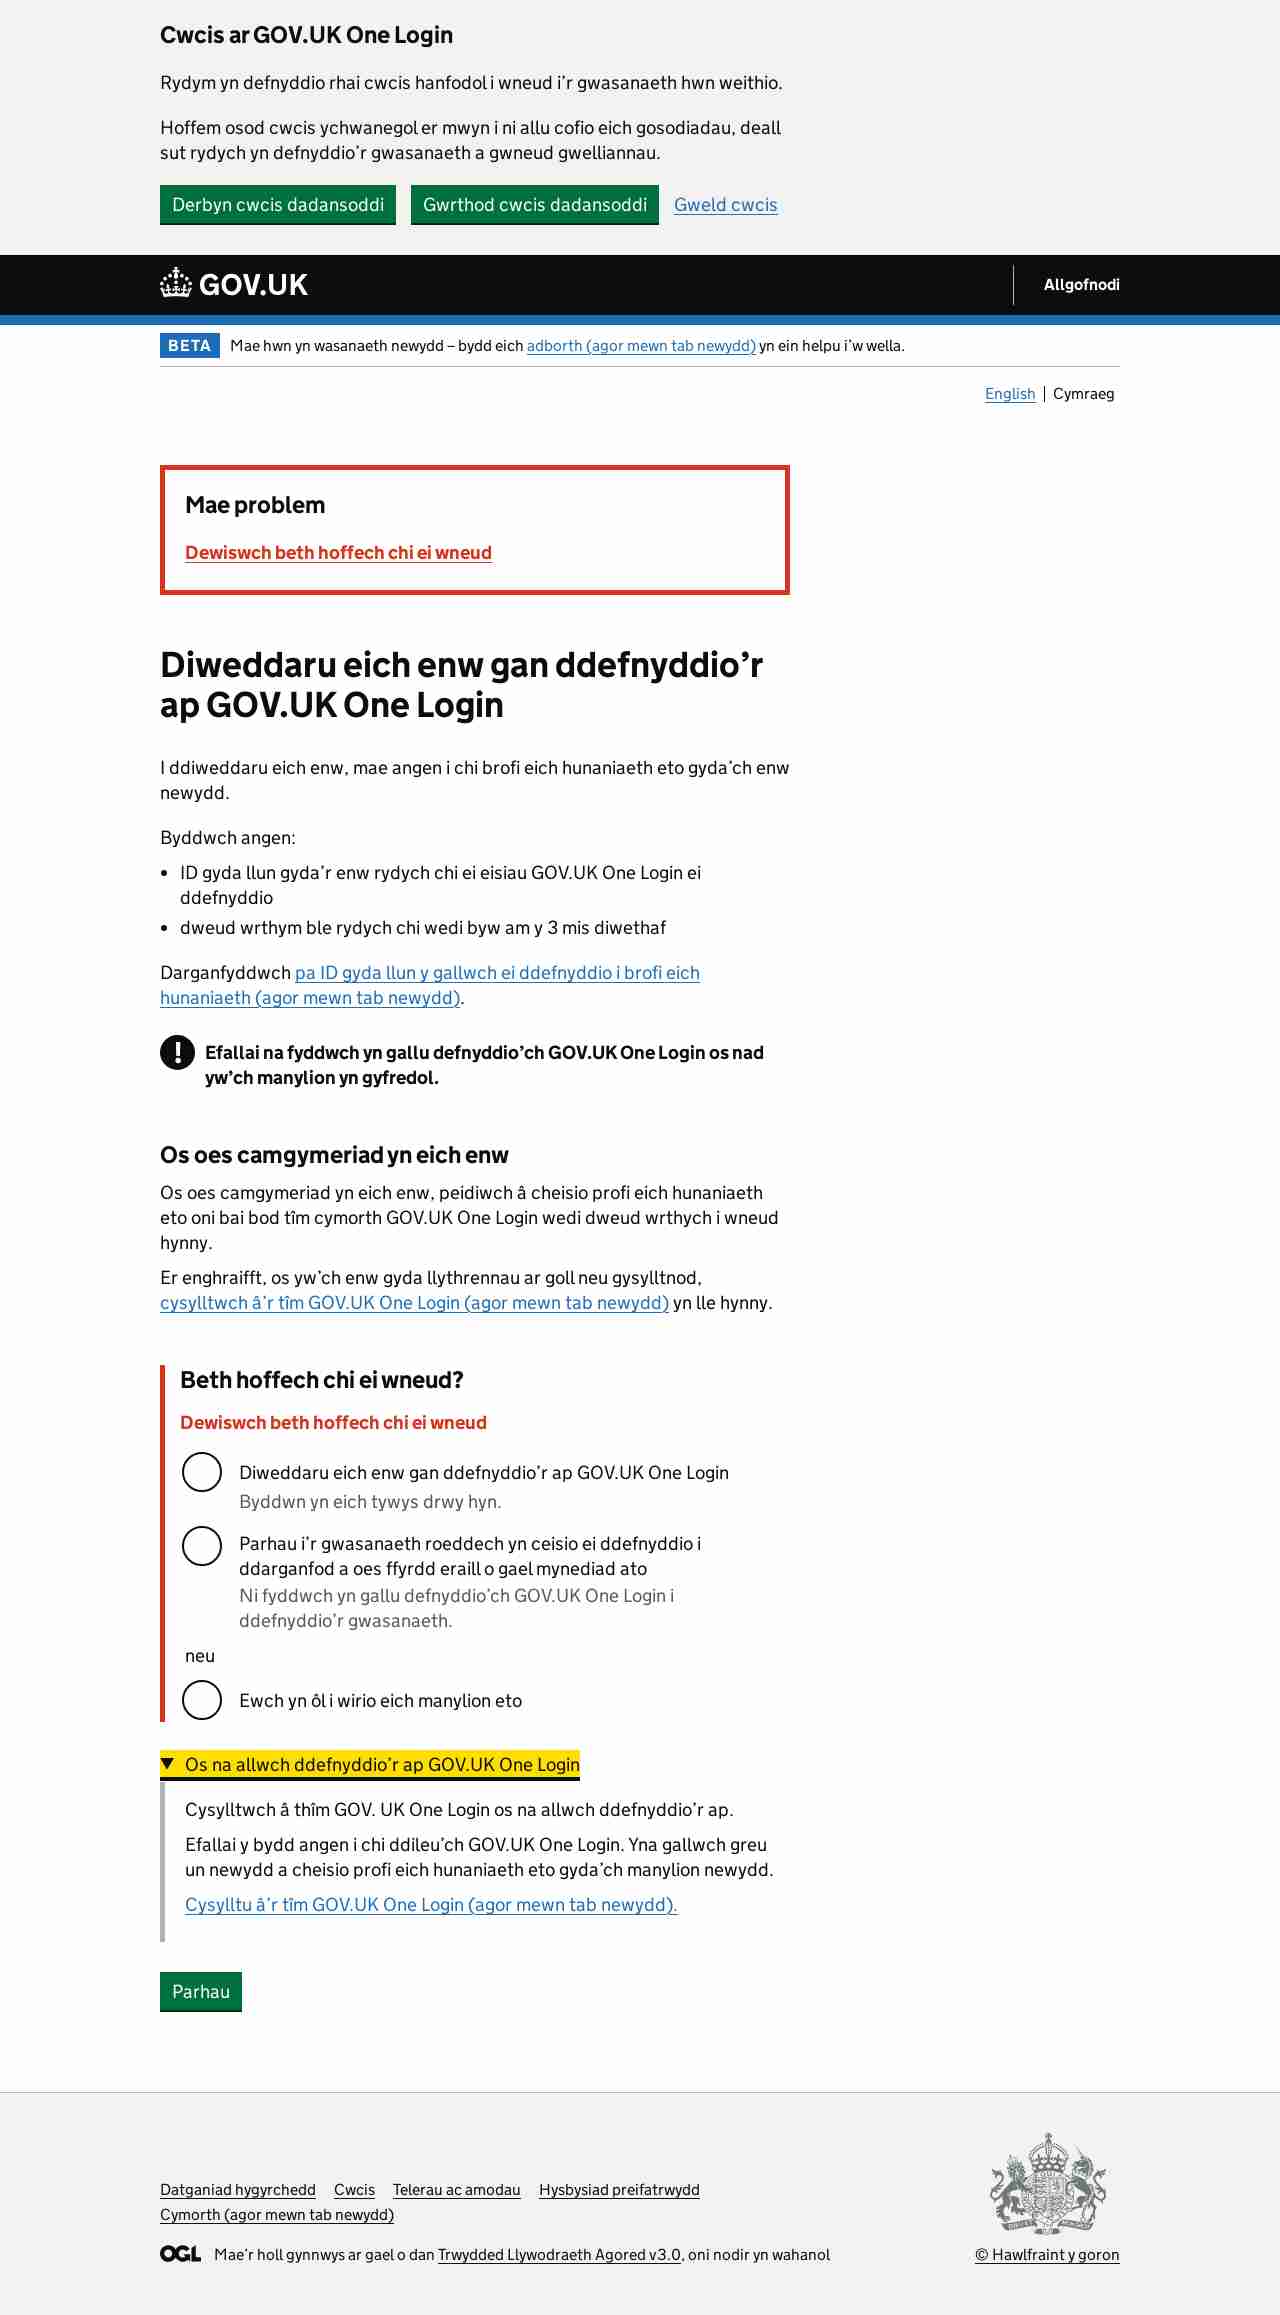 Cwcis ar GOV.UK One Login
Rydym yn defnyddio rhai cwcis hanfodol i wneud i’r gwasanaeth hwn weithio.
Hoffem osod cwcis ychwanegol er mwyn i ni allu cofio eich gosodiadau, deall
sut rydych yn defnyddio’r gwasanaeth a gwneud gwelliannau.
Derbyn cwcis dadansoddi Gwrthod cwcis dadansoddi Gweld cwcis
GOV.UK Allgofnodi
BETA Mae hwn yn wasanaeth newydd – bydd eich adborth (agor mewn tab newydd) yn ein helpu i’w wella.
English Cymraeg
Mae problem
Dewiswch beth hoffech chi ei wneud
Diweddaru eich enw gan ddefnyddio’r
ap GOV.UK One Login
I ddiweddaru eich enw, mae angen i chi brofi eich hunaniaeth eto gyda’ch enw
newydd.
Byddwch angen:
• ID gyda llun gyda’r enw rydych chi ei eisiau GOV.UK One Login ei
ddefnyddio
• dweud wrthym ble rydych chi wedi byw am y 3 mis diwethaf
Darganfyddwch pa ID gyda llun y gallwch ei ddefnyddio i brofi eich
hunaniaeth (agor mewn tab newydd).
! Efallai na fyddwch yn gallu defnyddio’ch GOV.UK One Login os nad
yw’ch manylion yn gyfredol.
Os oes camgymeriad yn eich enw
Os oes camgymeriad yn eich enw, peidiwch â cheisio profi eich hunaniaeth
eto oni bai bod tîm cymorth GOV.UK One Login wedi dweud wrthych i wneud
hynny.
Er enghraifft, os yw’ch enw gyda llythrennau ar goll neu gysylltnod,
cysylltwch â’r tîm GOV.UK One Login (agor mewn tab newydd) yn lle hynny.
Beth hoffech chi ei wneud?
Dewiswch beth hoffech chi ei wneud
Diweddaru eich enw gan ddefnyddio’r ap GOV.UK One Login
Byddwn yn eich tywys drwy hyn.
Parhau i’r gwasanaeth roeddech yn ceisio ei ddefnyddio i
ddarganfod a oes ffyrdd eraill o gael mynediad ato
Ni fyddwch yn gallu defnyddio’ch GOV.UK One Login i
ddefnyddio’r gwasanaeth.
neu
Ewch yn ôl i wirio eich manylion eto
Os na allwch ddefnyddio’r ap GOV.UK One Login
Cysylltwch â thîm GOV. UK One Login os na allwch ddefnyddio’r ap.
Efallai y bydd angen i chi ddileu’ch GOV.UK One Login. Yna gallwch greu
un newydd a cheisio profi eich hunaniaeth eto gyda’ch manylion newydd.
Cysylltu â’r tîm GOV.UK One Login (agor mewn tab newydd).
Parhau
Datganiad hygyrchedd Cwcis Telerau ac amodau Hysbysiad preifatrwydd
Cymorth (agor mewn tab newydd)
OGL Mae’r holl gynnwys ar gael o dan Trwydded Llywodraeth Agored v3.0, oni nodir yn wahanol
© Hawlfraint y goron